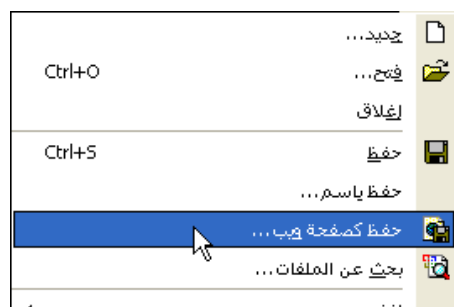 جديد...
فتح... Ctrl+O
إغلاق
حفظ Ctrl+S
حفظ باسم...
حفظ كصفحة ويب...
بحث عن الملفات...